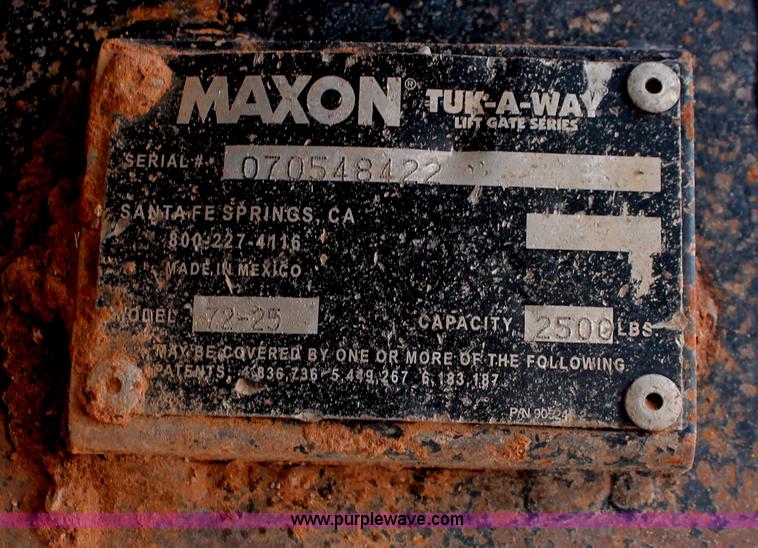 MAXON® TUK-A-WAY
LIFT GATE SERIES
SERIAL # 070548422
SANTA FE SPRINGS, CA
800-227-4116
MADE IN MEXICO
MODEL 72-25 CAPACITY 2500 LBS
MAY BE COVERED BY ONE OR MORE OF THE FOLLOWING
PATENTS, 4,836,736 5,449,267 6,183,187
P/N
www.purplewave.com